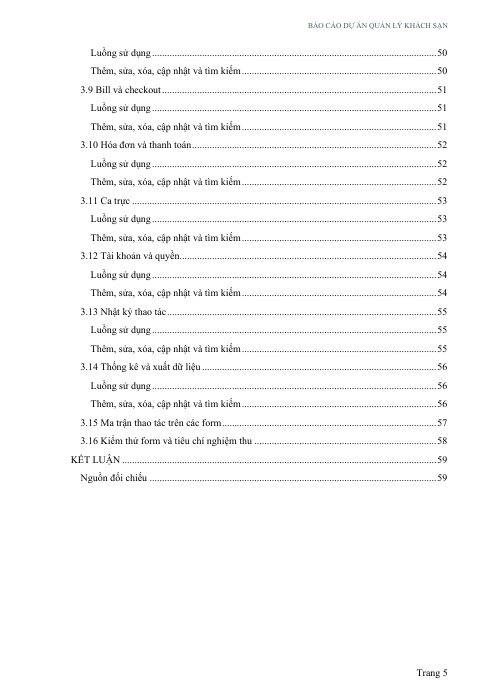 BÁO CÁO DỰ ÁN QUẢN LÝ KHÁCH SẠN
Luồng sử dụng ........ 50
Thêm, sửa, xóa, cập nhật và tìm kiếm ........ 50
3.9 Bill và checkout ........ 51
Luồng sử dụng ........ 51
Thêm, sửa, xóa, cập nhật và tìm kiếm ........ 51
3.10 Hóa đơn và thanh toán ........ 52
Luồng sử dụng ........ 52
Thêm, sửa, xóa, cập nhật và tìm kiếm ........ 52
3.11 Ca trực ........ 53
Luồng sử dụng ........ 53
Thêm, sửa, xóa, cập nhật và tìm kiếm ........ 53
3.12 Tài khoản và quyền ........ 54
Luồng sử dụng ........ 54
Thêm, sửa, xóa, cập nhật và tìm kiếm ........ 54
3.13 Nhật ký thao tác ........ 55
Luồng sử dụng ........ 55
Thêm, sửa, xóa, cập nhật và tìm kiếm ........ 55
3.14 Thống kê và xuất dữ liệu ........ 56
Luồng sử dụng ........ 56
Thêm, sửa, xóa, cập nhật và tìm kiếm ........ 56
3.15 Ma trận thao tác trên các form ........ 57
3.16 Kiểm thử form và tiêu chí nghiệm thu ........ 58
KẾT LUẬN ........ 59
Nguồn đối chiếu ........ 59
Trang 5